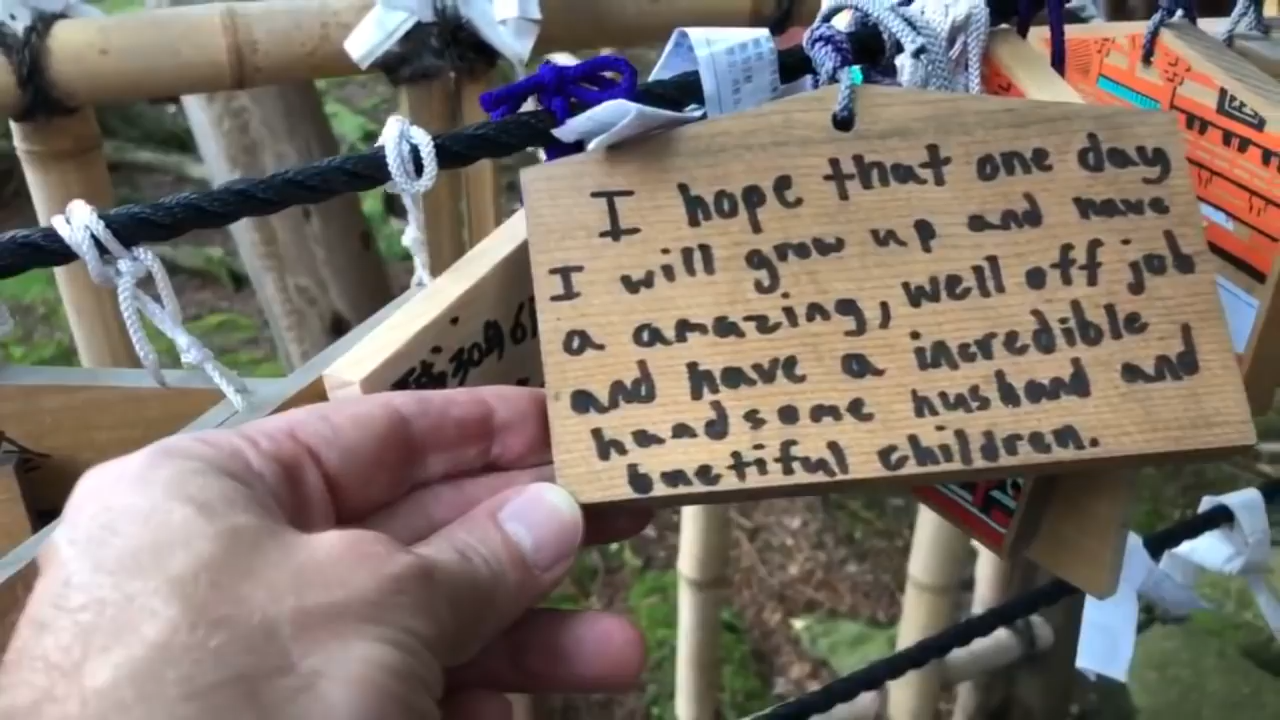 I hope that one day
I will grow up and have
a amazing, well off job
and have a incredible
handsome husband and
buetiful children.